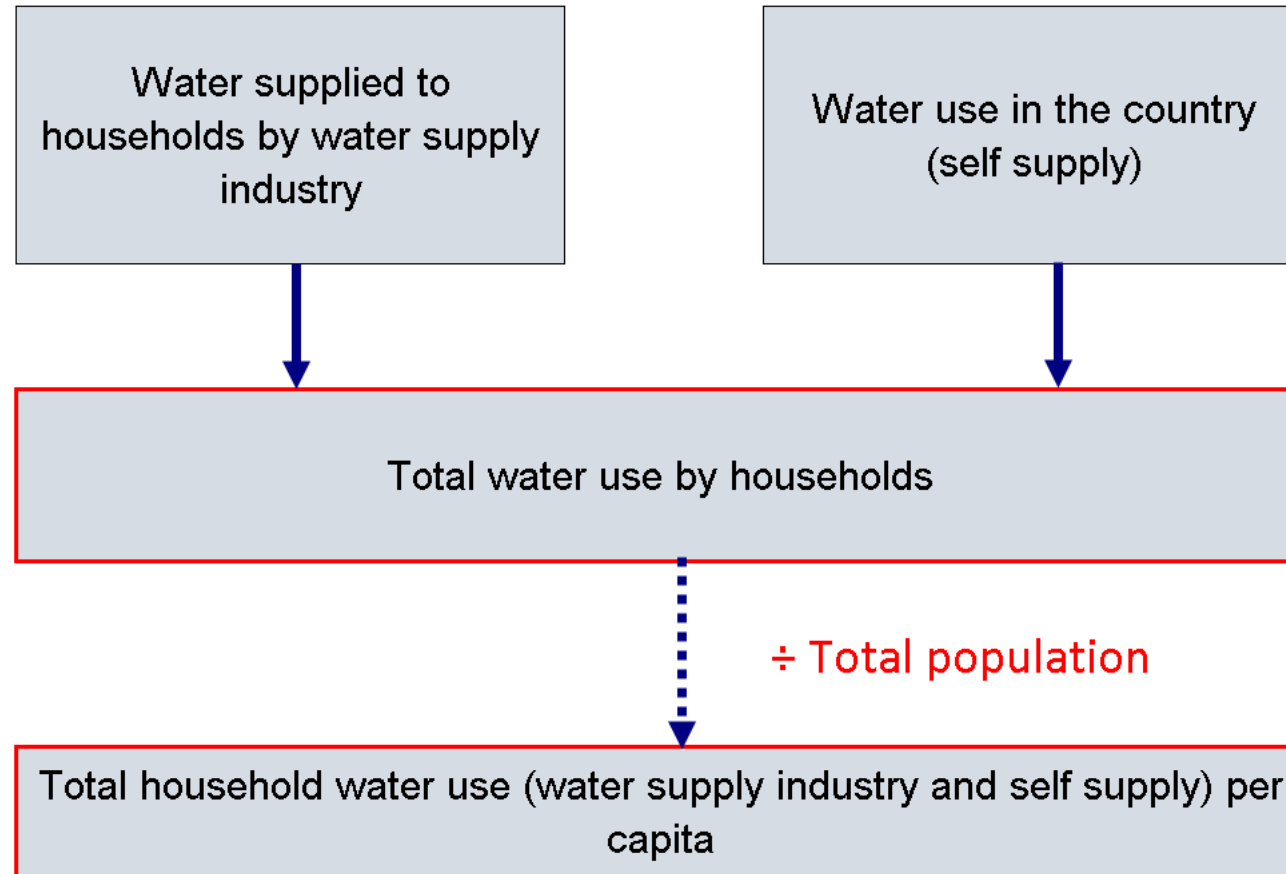 Water supplied to
households by water supply
industry
Water use in the country
(self supply)
Total water use by households
÷ Total population
Total household water use (water supply industry and self supply) per
capita